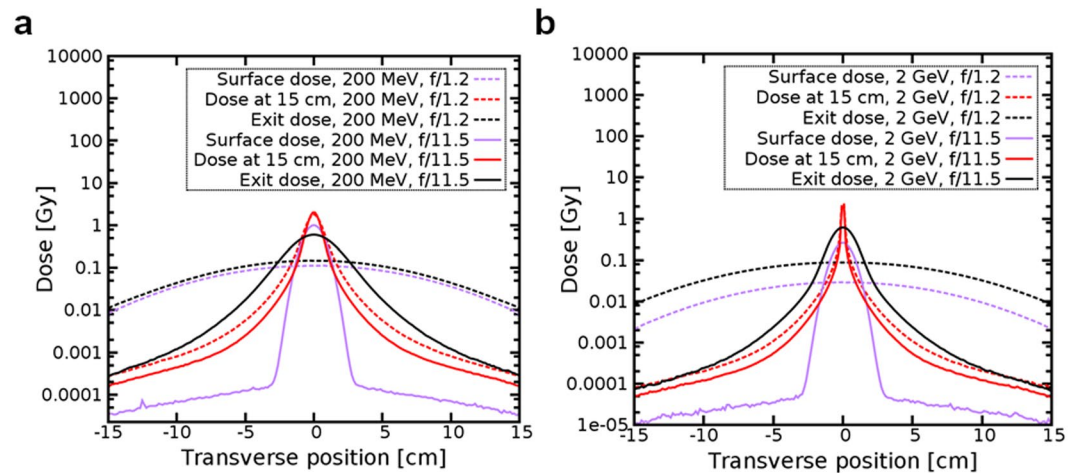 a
10000
1000
100
10
1
0.1
0.01
0.001
0.0001
Dose [Gy]
Surface dose, 200 MeV, f/1.2
Dose at 15 cm, 200 MeV, f/1.2
Exit dose, 200 MeV, f/1.2
Surface dose, 200 MeV, f/11.5
Dose at 15 cm, 200 MeV, f/11.5
Exit dose, 200 MeV, f/11.5
-15 -10 -5 0 5 10 15
Transverse position [cm]
b
10000
1000
100
10
1
0.1
0.01
0.001
0.0001
1e-05
Dose [Gy]
Surface dose, 2 GeV, f/1.2
Dose at 15 cm, 2 GeV, f/1.2
Exit dose, 2 GeV, f/1.2
Surface dose, 2 GeV, f/11.5
Dose at 15 cm, 2 GeV, f/11.5
Exit dose, 2 GeV, f/11.5
-15 -10 -5 0 5 10 15
Transverse position [cm]